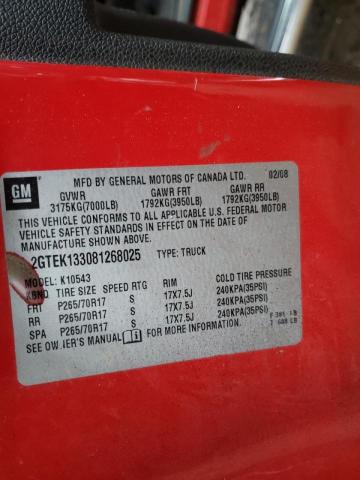 GM
MFD BY GENERAL MOTORS OF CANADA LTD. 02/08
GVWR GAWR FRT GAWR RR
3175KG(7000LB) 1792KG(3950LB) 1792KG(3950LB)
THIS VEHICLE CONFORMS TO ALL APPLICABLE U.S. FEDERAL MOTOR
VEHICLE SAFETY STANDARDS IN EFFECT ON THE DATE OF
MANUFACTURE SHOWN ABOVE.
2GTEK133081268025 TYPE: TRUCK
MODEL: K10543
TIRE SIZE SPEED RTG RIM COLD TIRE PRESSURE
FRT P265/70R17 S 17X7.5J 240KPA(35PSI)
RR P265/70R17 S 17X7.5J 240KPA(35PSI)
SPA P265/70R17 S 17X7.5J 240KPA(35PSI)
SEE OWNER'S MANUAL FOR MORE INFORMATION.